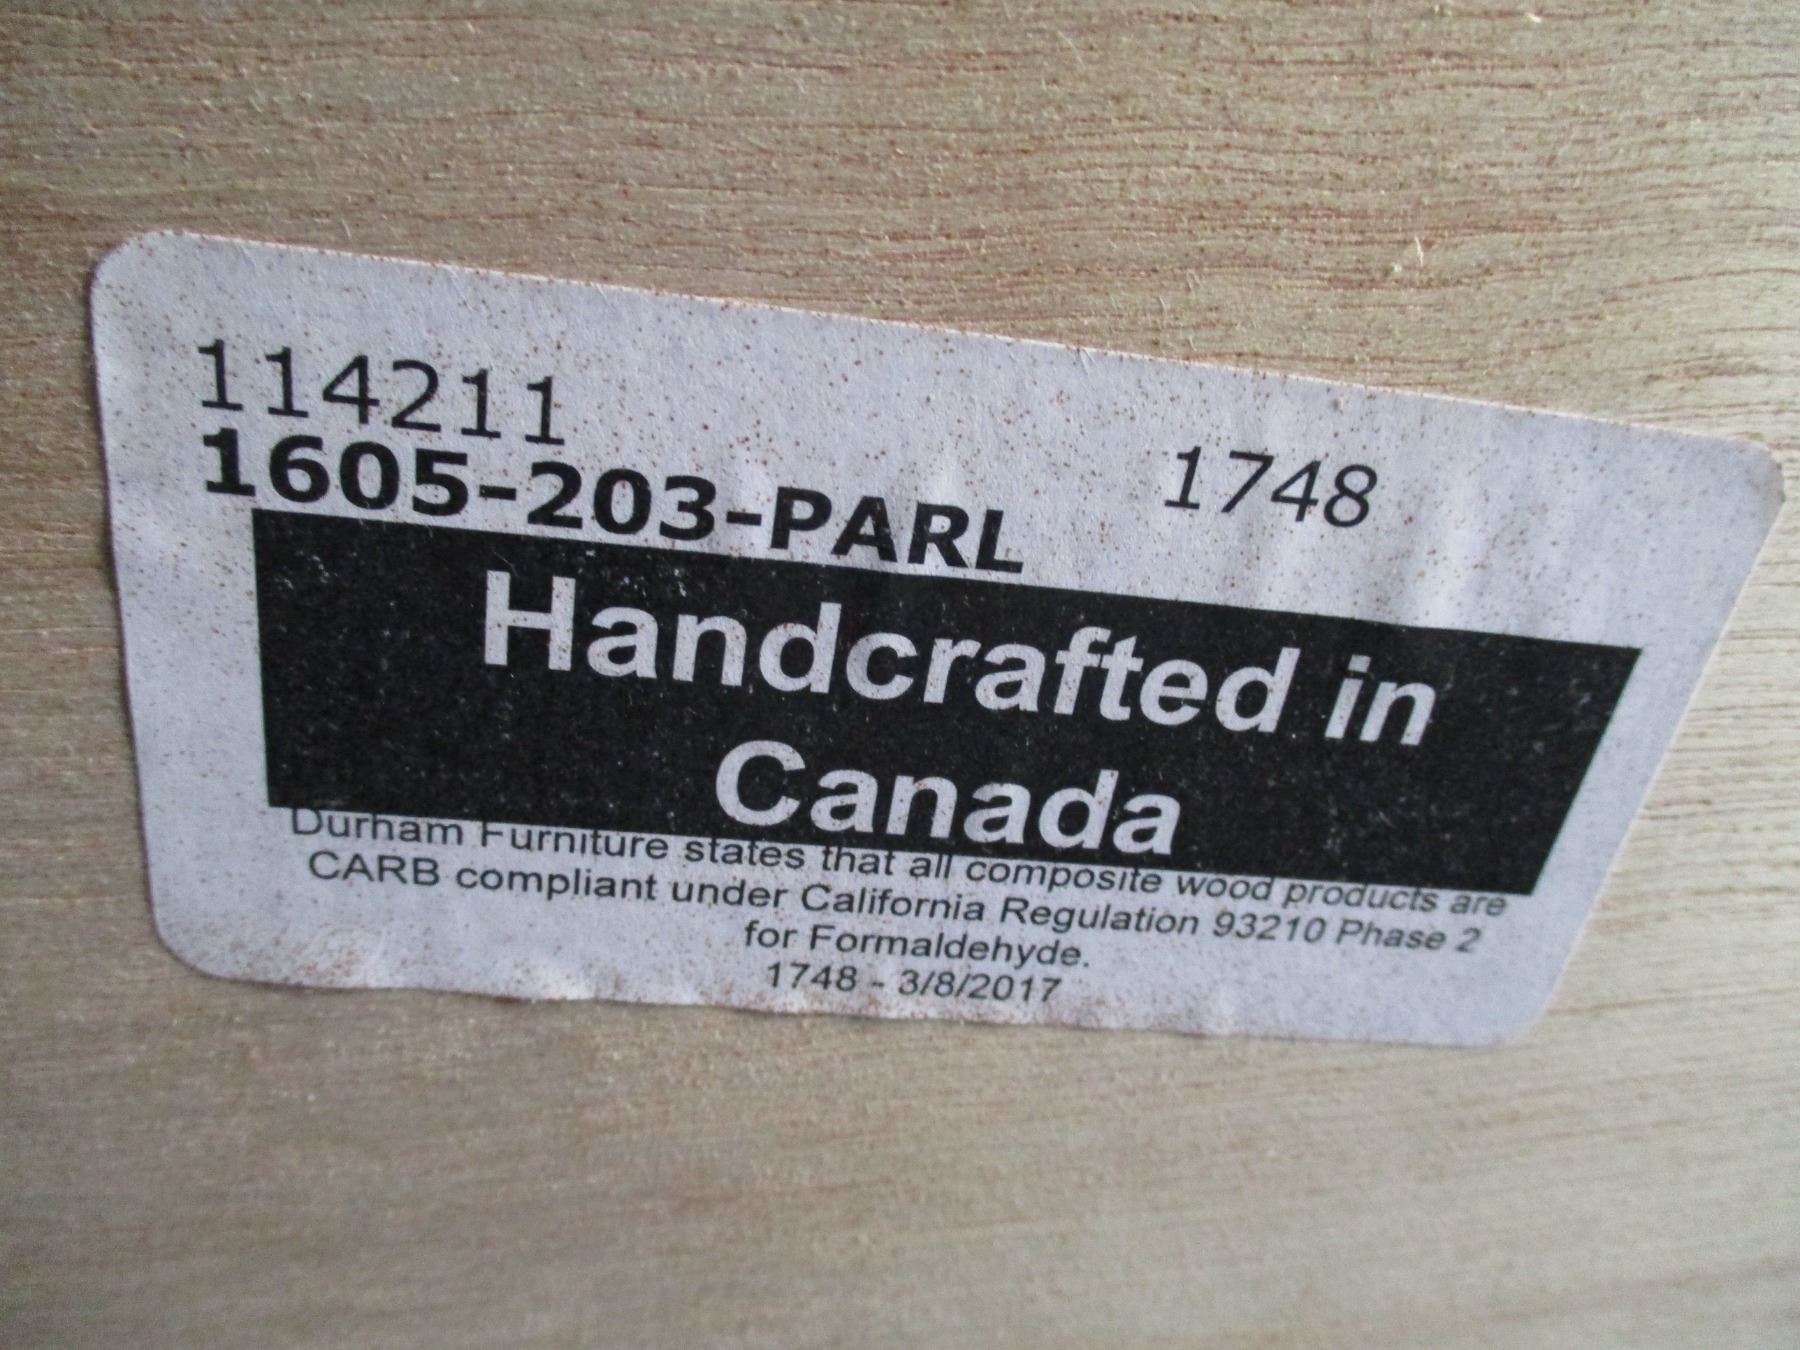 114211
1605-203-PARL 1748
Handcrafted in
Canada
Durham Furniture states that all composite wood products are
CARB compliant under California Regulation 93210 Phase 2
for Formaldehyde.
1748 - 3/8/2017